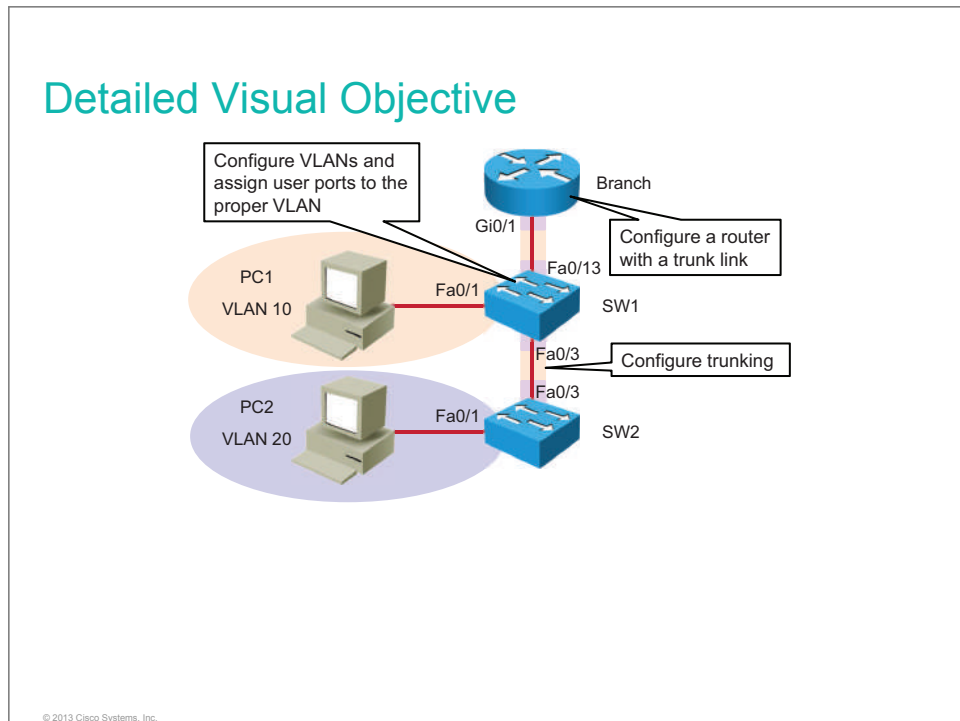 Detailed Visual Objective
Configure VLANs and
assign user ports to the
proper VLAN
Branch
Gi0/1
Configure a router
with a trunk link
PC1
VLAN 10
Fa0/1
Fa0/13
SW1
Fa0/3
Configure trunking
Fa0/3
PC2
VLAN 20
Fa0/1
SW2
© 2013 Cisco Systems, Inc.